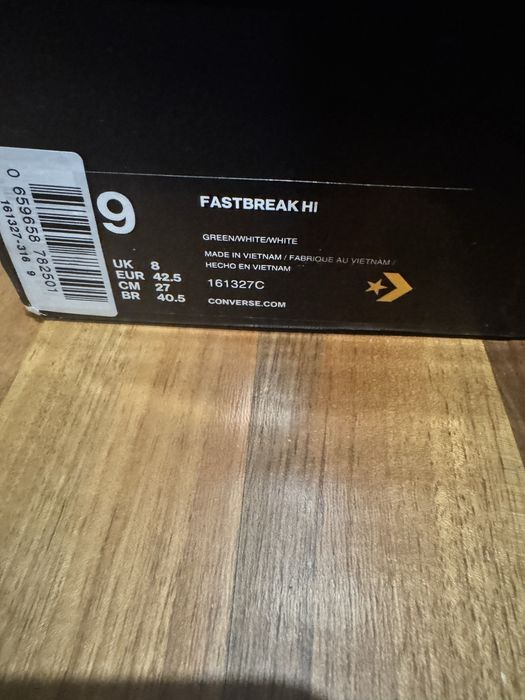 0 659658 782501
161327-316 9
9
UK 8
EUR 42.5
CM 27
BR 40.5
FASTBREAK HI
GREEN/WHITE/WHITE
MADE IN VIETNAM / FABRIQUE AU VIETNAM /
HECHO EN VIETNAM
161327C
CONVERSE.COM